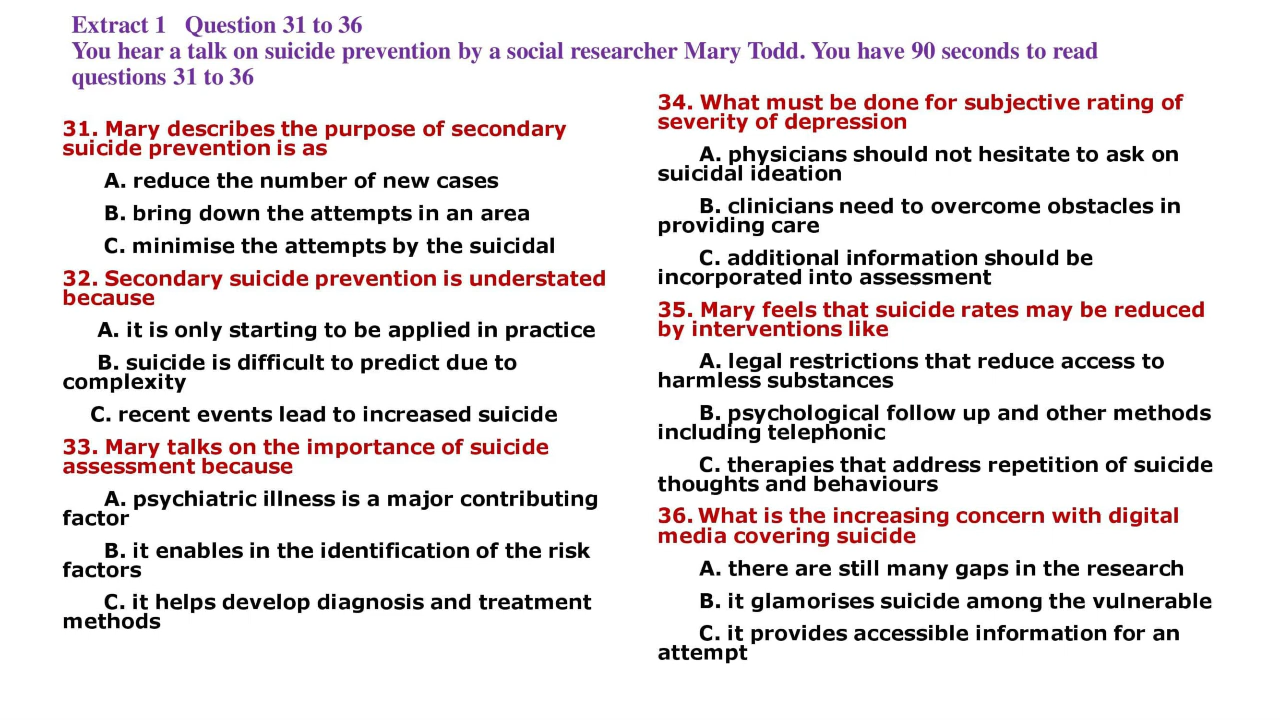 Extract 1   Question 31 to 36
You hear a talk on suicide prevention by a social researcher Mary Todd. You have 90 seconds to read
questions 31 to 36
31. Mary describes the purpose of secondary
suicide prevention is as
A. reduce the number of new cases
B. bring down the attempts in an area
C. minimise the attempts by the suicidal
32. Secondary suicide prevention is understated
because
A. it is only starting to be applied in practice
B. suicide is difficult to predict due to
complexity
C. recent events lead to increased suicide
33. Mary talks on the importance of suicide
assessment because
A. psychiatric illness is a major contributing
factor
B. it enables in the identification of the risk
factors
C. it helps develop diagnosis and treatment
methods
34. What must be done for subjective rating of
severity of depression
A. physicians should not hesitate to ask on
suicidal ideation
B. clinicians need to overcome obstacles in
providing care
C. additional information should be
incorporated into assessment
35. Mary feels that suicide rates may be reduced
by interventions like
A. legal restrictions that reduce access to
harmless substances
B. psychological follow up and other methods
including telephonic
C. therapies that address repetition of suicide
thoughts and behaviours
36. What is the increasing concern with digital
media covering suicide
A. there are still many gaps in the research
B. it glamorises suicide among the vulnerable
C. it provides accessible information for an
attempt